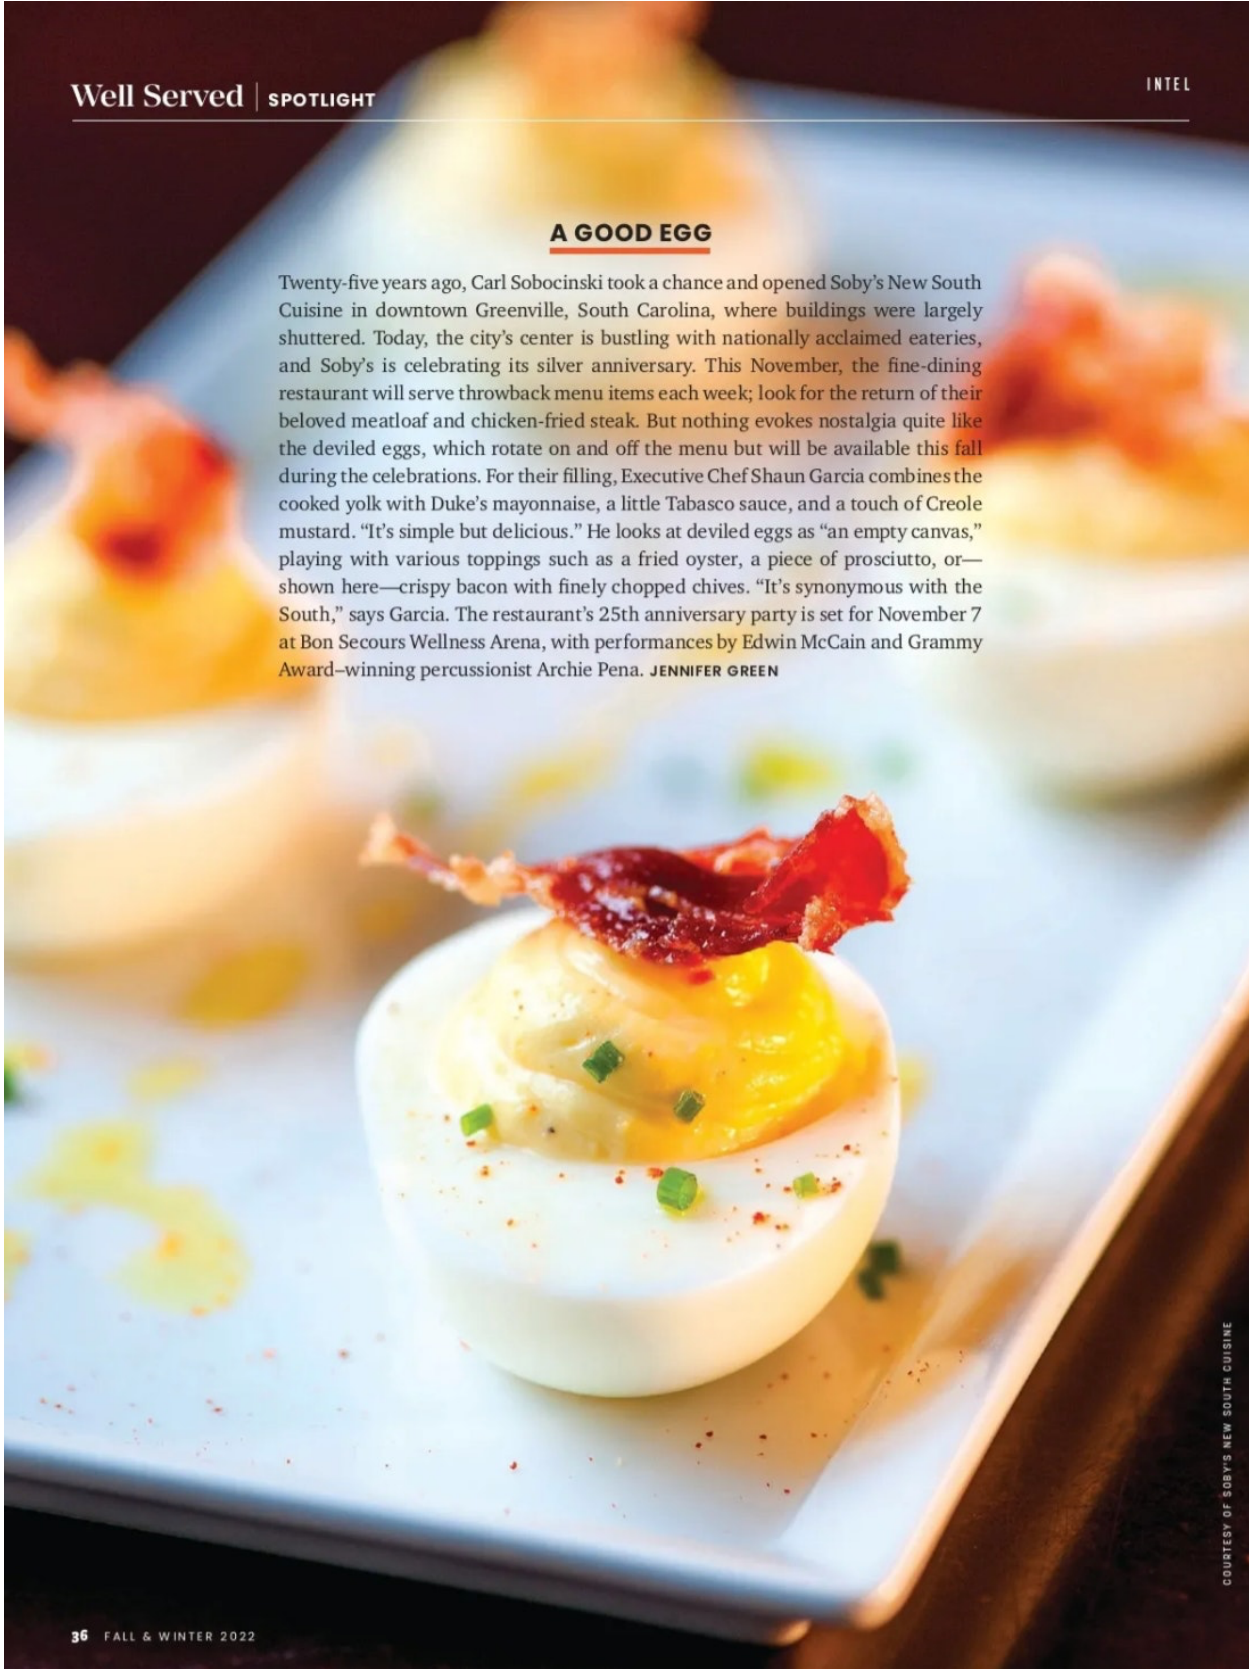 Well Served | SPOTLIGHT
INTEL
A GOOD EGG
Twenty-five years ago, Carl Sobocinski took a chance and opened Soby’s New South
Cuisine in downtown Greenville, South Carolina, where buildings were largely
shuttered. Today, the city’s center is bustling with nationally acclaimed eateries,
and Soby’s is celebrating its silver anniversary. This November, the fine-dining
restaurant will serve throwback menu items each week; look for the return of their
beloved meatloaf and chicken-fried steak. But nothing evokes nostalgia quite like
the deviled eggs, which rotate on and off the menu but will be available this fall
during the celebrations. For their filling, Executive Chef Shaun Garcia combines the
cooked yolk with Duke’s mayonnaise, a little Tabasco sauce, and a touch of Creole
mustard. “It’s simple but delicious.” He looks at deviled eggs as “an empty canvas,”
playing with various toppings such as a fried oyster, a piece of prosciutto, or—
shown here—crispy bacon with finely chopped chives. “It’s synonymous with the
South,” says Garcia. The restaurant’s 25th anniversary party is set for November 7
at Bon Secours Wellness Arena, with performances by Edwin McCain and Grammy
Award–winning percussionist Archie Pena. JENNIFER GREEN
COURTESY OF SOBY’S NEW SOUTH CUISINE
36 FALL & WINTER 2022